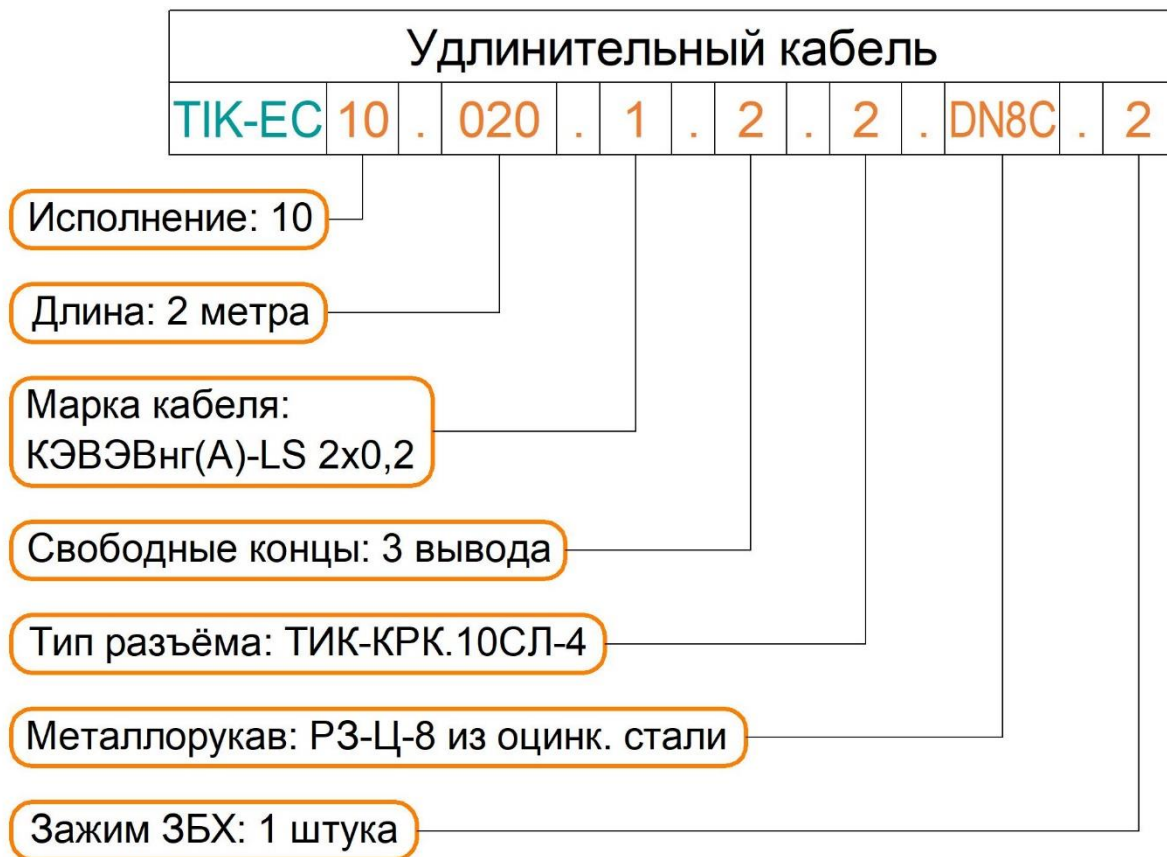 Удлинительный кабель
TIK-EC 10 . 020 . 1 . 2 . 2 . DN8C . 2
Исполнение: 10
Длина: 2 метра
Марка кабеля:
КЭВЭВнг(А)-LS 2х0,2
Свободные концы: 3 вывода
Тип разъёма: ТИК-КРК.10СЛ-4
Металлорукав: РЗ-Ц-8 из оцинк. стали
Зажим ЗБХ: 1 штука